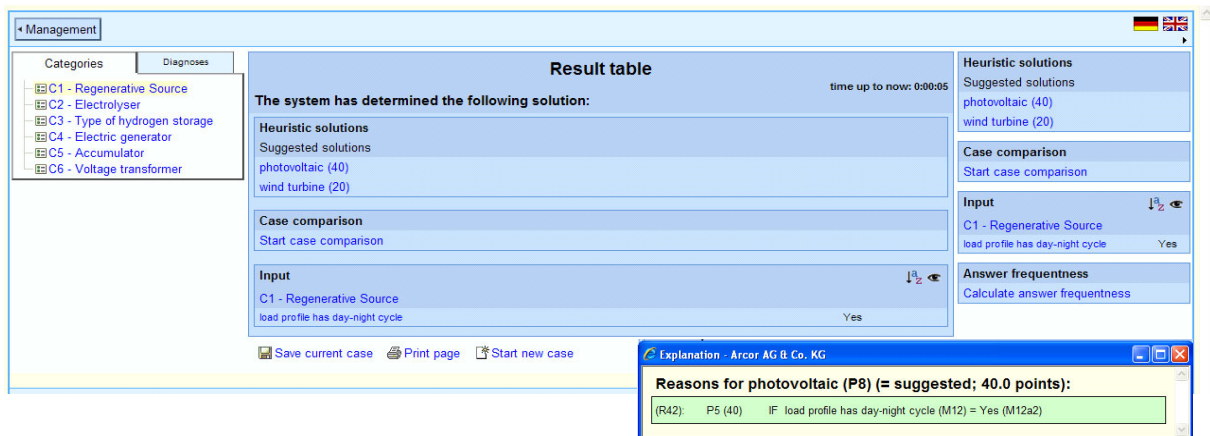 Management
Categories
Diagnoses
C1 - Regenerative Source
C2 - Electrolyser
C3 - Type of hydrogen storage
C4 - Electric generator
C5 - Accumulator
C6 - Voltage transformer
Result table
time up to now: 0:00:05
The system has determined the following solution:
Heuristic solutions
Suggested solutions
photovoltaic (40)
wind turbine (20)
Case comparison
Start case comparison
Input
C1 - Regenerative Source
load profile has day-night cycle Yes
Save current case Print page Start new case
Heuristic solutions
Suggested solutions
photovoltaic (40)
wind turbine (20)
Case comparison
Start case comparison
Input
C1 - Regenerative Source
load profile has day-night cycle Yes
Answer frequentness
Calculate answer frequentness
Explanation - Arcor AG & Co. KG
Reasons for photovoltaic (P8) (= suggested; 40.0 points):
(R42): P5 (40) IF load profile has day-night cycle (M12) = Yes (M12a2)